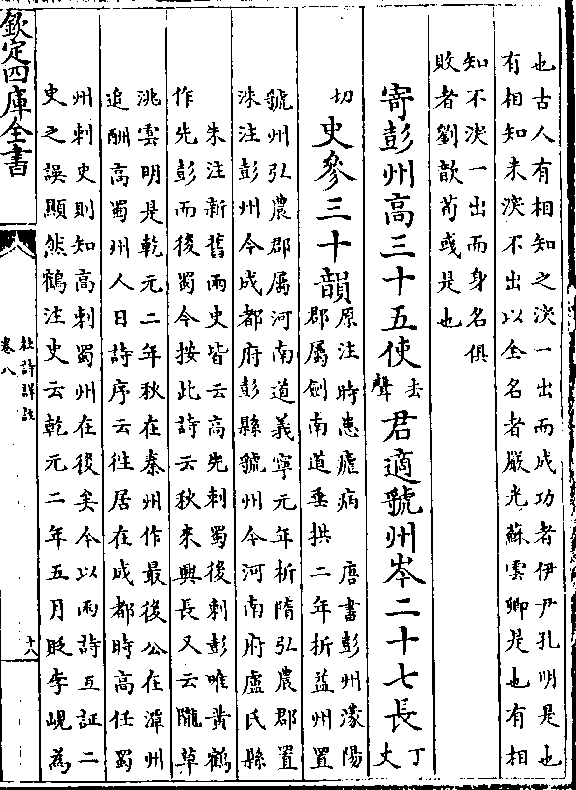 也古人有相知之深一出而成功者伊尹孔明是也
有相知未深不出以全名者嚴光蘇雲卿是也有相
知不深一出而身名俱
敗者劉歆荀彧是也
寄彭州高三十五使去聲君適虢州岑二十七長丁丈
切史參三十韻原注時患瘧病　唐書彭州濛陽
郡屬劍南道垂拱二年析益州置
虢州弘農郡屬河南道義寧元年析隋弘農郡置
洙注彭州今成都府彭縣虢州今河南府盧氏縣
朱注新舊兩史皆云高先刺蜀後刺彭唯黃鶴
作先彭而後蜀今按此詩云秋來興長又云隴草
洮雲明是乾元二年秋在秦州作最後公在潭州
追酬高蜀州人日詩序云往居在成都時高任蜀
州刺史則知高刺蜀州在後矣今以兩詩互証二
史之誤顯然鶴注史云乾元二年五月貶李峴為
欽定四庫全書
杜詩詳註
卷八
十八